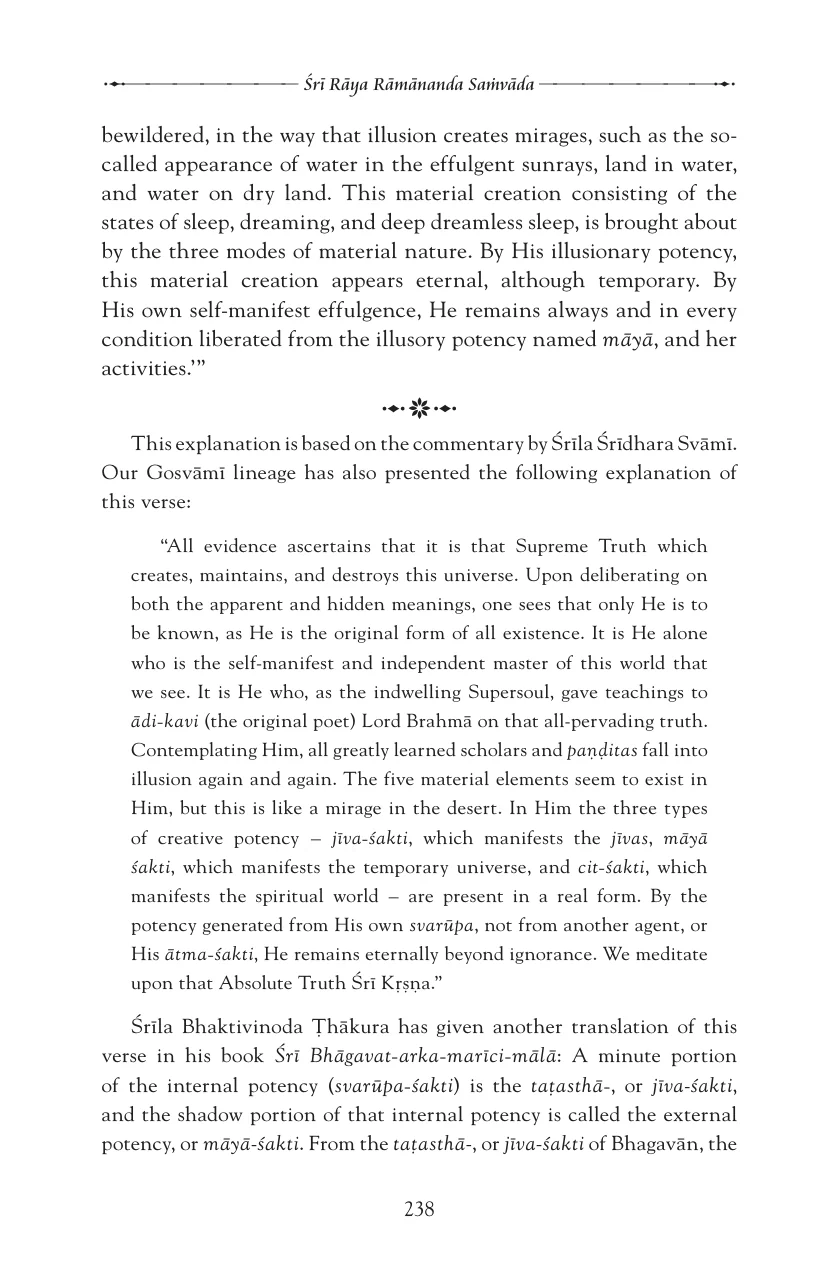 Śrī Rāya Rāmānanda Saṁvāda
bewildered, in the way that illusion creates mirages, such as the so-
called appearance of water in the effulgent sunrays, land in water,
and water on dry land. This material creation consisting of the
states of sleep, dreaming, and deep dreamless sleep, is brought about
by the three modes of material nature. By His illusionary potency,
this material creation appears eternal, although temporary. By
His own self-manifest effulgence, He remains always and in every
condition liberated from the illusory potency named māyā, and her
activities.’”
This explanation is based on the commentary by Śrīla Śrīdhara Svāmī.
Our Gosvāmī lineage has also presented the following explanation of
this verse:
“All evidence ascertains that it is that Supreme Truth which
creates, maintains, and destroys this universe. Upon deliberating on
both the apparent and hidden meanings, one sees that only He is to
be known, as He is the original form of all existence. It is He alone
who is the self-manifest and independent master of this world that
we see. It is He who, as the indwelling Supersoul, gave teachings to
ādi-kavi (the original poet) Lord Brahmā on that all-pervading truth.
Contemplating Him, all greatly learned scholars and paṇḍitas fall into
illusion again and again. The five material elements seem to exist in
Him, but this is like a mirage in the desert. In Him the three types
of creative potency – jīva-śakti, which manifests the jīvas, māyā
śakti, which manifests the temporary universe, and cit-śakti, which
manifests the spiritual world – are present in a real form. By the
potency generated from His own svarūpa, not from another agent, or
His ātma-śakti, He remains eternally beyond ignorance. We meditate
upon that Absolute Truth Śrī Kṛṣṇa.”
Śrīla Bhaktivinoda Ṭhākura has given another translation of this
verse in his book Śrī Bhāgavat-arka-marīci-mālā: A minute portion
of the internal potency (svarūpa-śakti) is the taṭasthā-, or jīva-śakti,
and the shadow portion of that internal potency is called the external
potency, or māyā-śakti. From the taṭasthā-, or jīva-śakti of Bhagavān, the
238